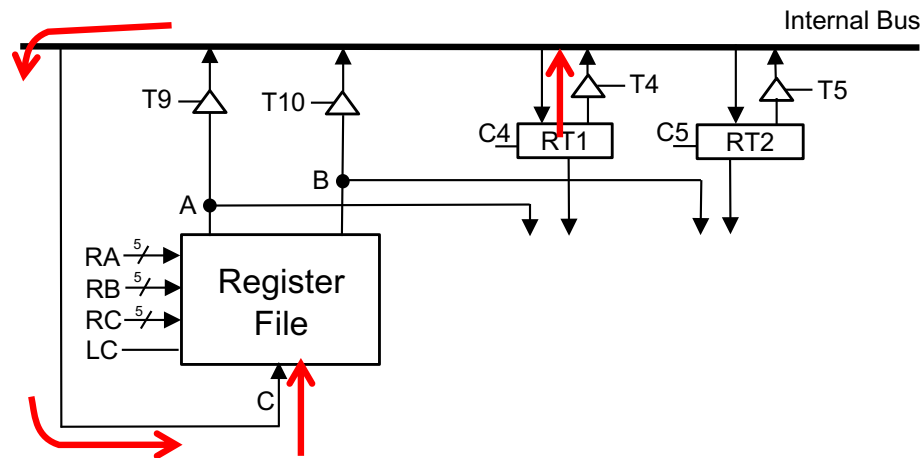 Internal Bus
T9
T10
T4
T5
C4
RT1
C5
RT2
B
A
RA
5
RB
5
RC
5
LC
Register
File
C